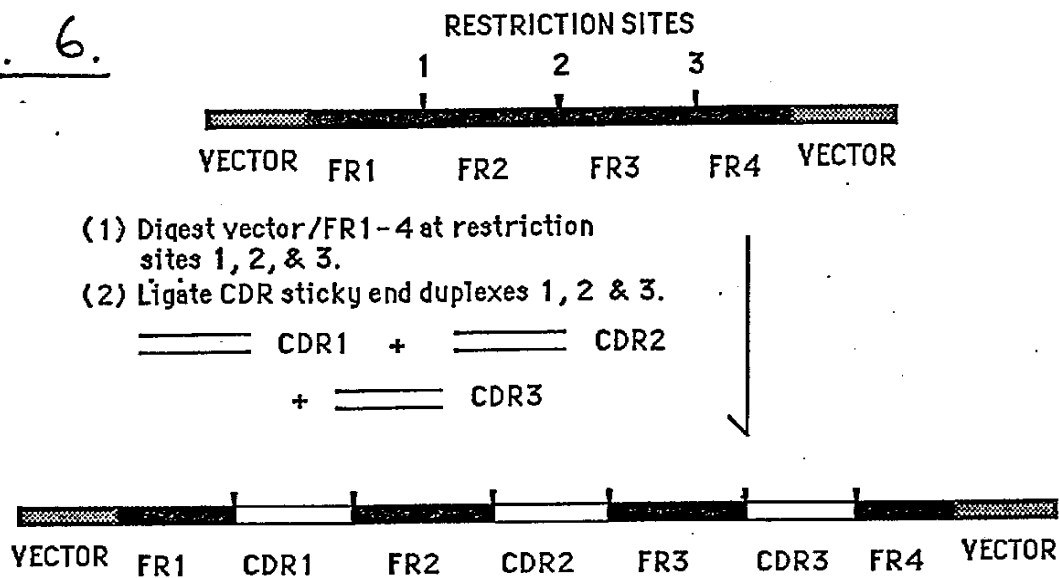 . 6.
RESTRICTION SITES
1 2 3
VECTOR FR1 FR2 FR3 FR4 VECTOR
(1) Digest vector/FR1-4 at restriction
sites 1, 2, & 3.
(2) Ligate CDR sticky end duplexes 1, 2 & 3.
CDR1 + CDR2
+ CDR3
VECTOR FR1 CDR1 FR2 CDR2 FR3 CDR3 FR4 VECTOR